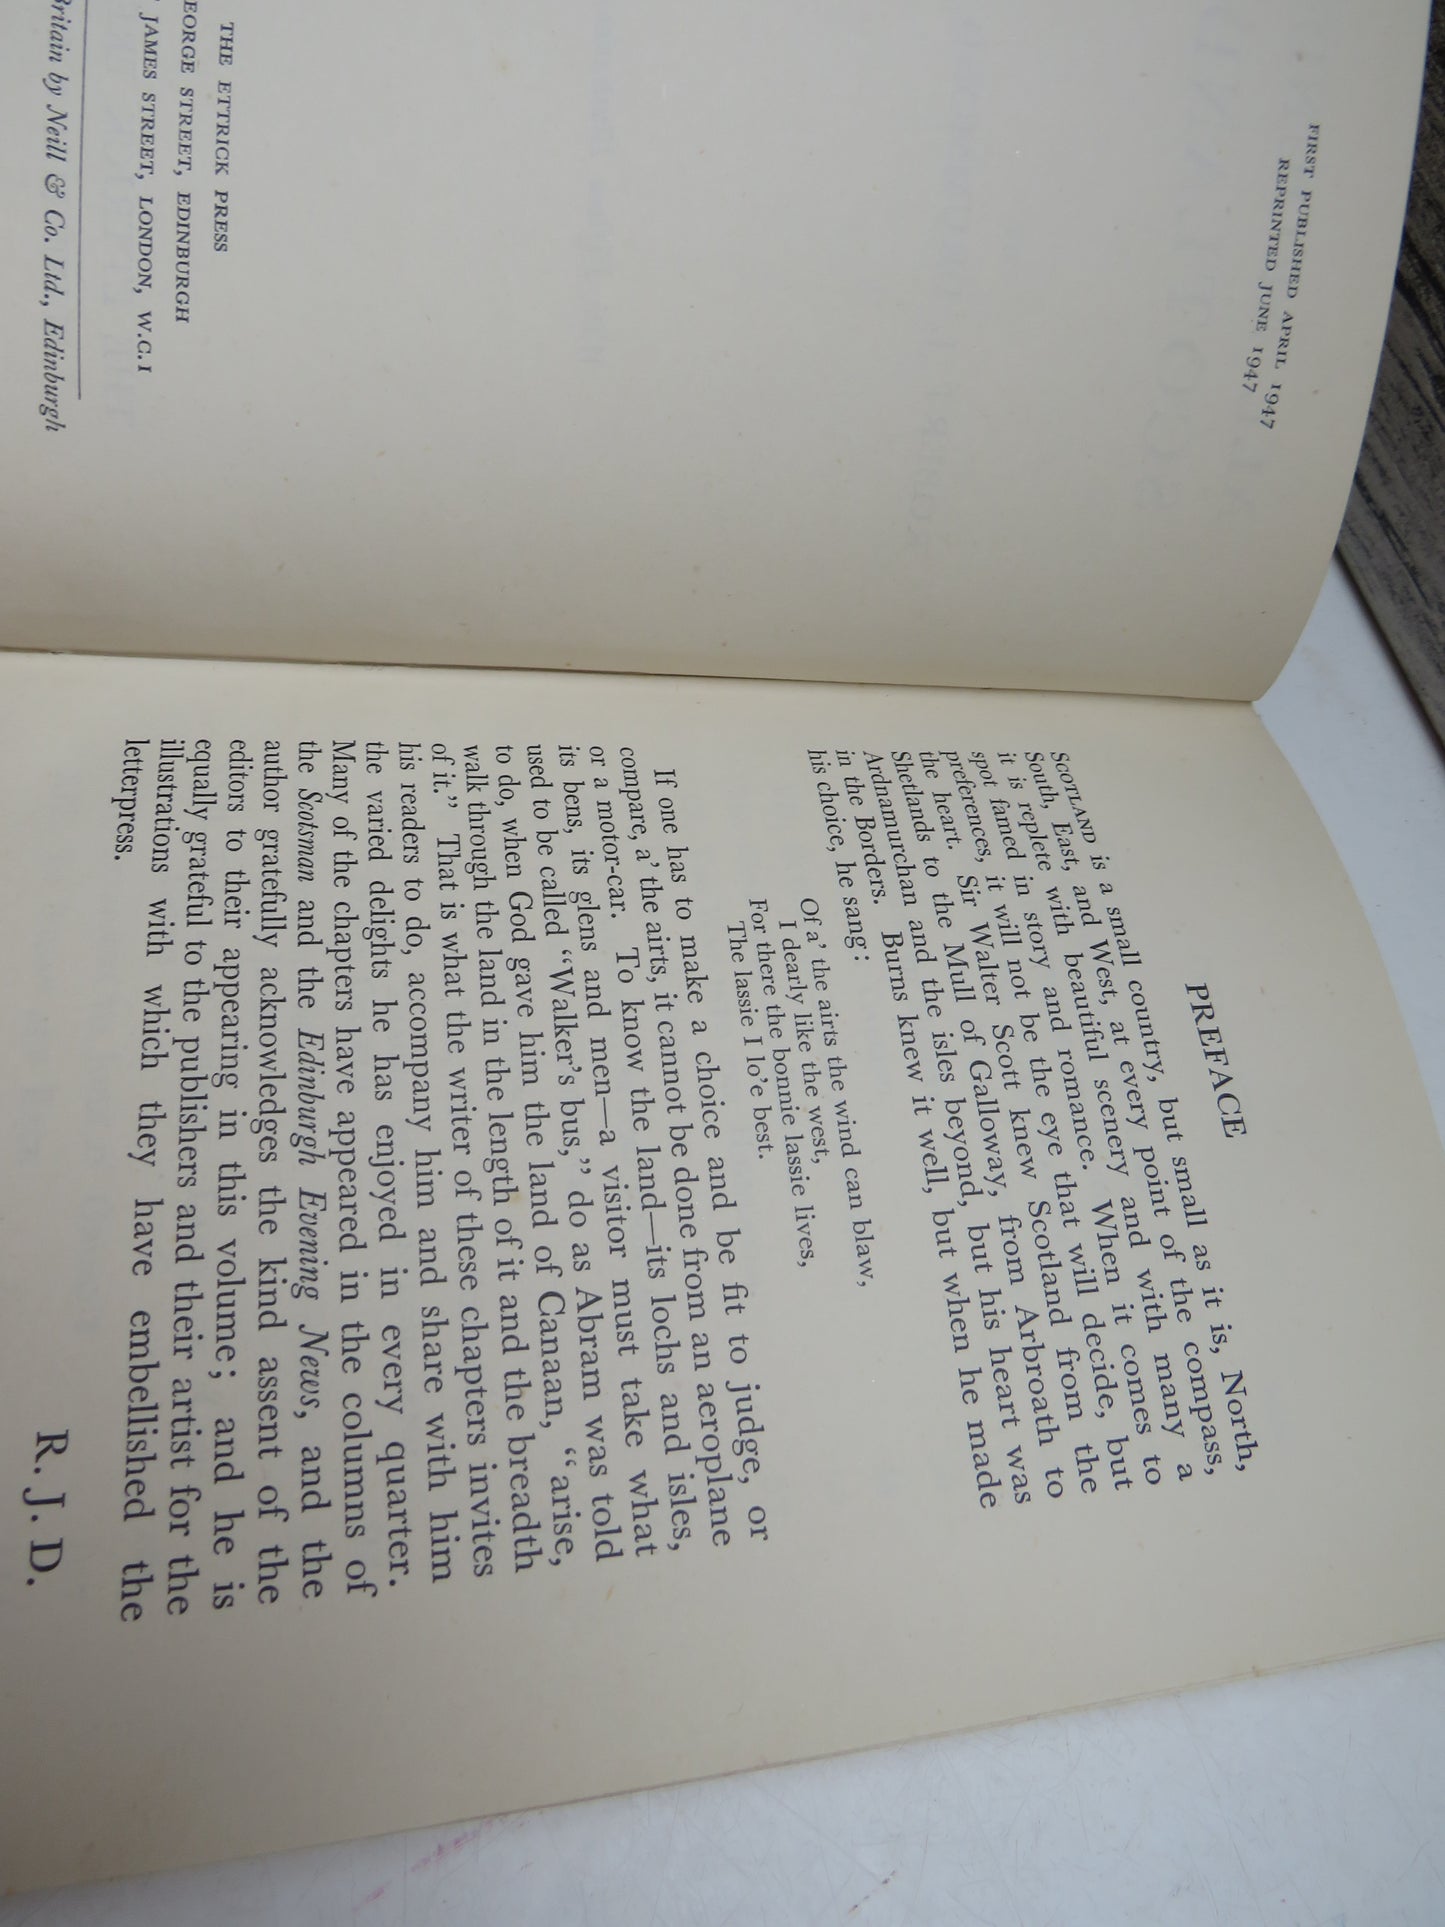 FIRST PUBLISHED APRIL 1947
REPRINTED JUNE 1947
THE ETTRICK PRESS
GEORGE STREET, EDINBURGH
JAMES STREET, LONDON, W.C.1
Britain by Neill & Co. Ltd., Edinburgh
PREFACE
SCOTLAND is a small country, but small as it is, North,
South, East, and West, at every point of the compass,
it is replete with beautiful scenery and with many a
spot famed in story and romance. When it comes to
preferences, it will not be the eye that will decide, but
the heart. Sir Walter Scott knew Scotland from the
Shetlands to the Mull of Galloway, from Arbroath to
Ardnamurchan and the isles beyond, but his heart was
in the Borders. Burns knew it well, but when he made
his choice, he sang:
Of a' the airts the wind can blaw,
I dearly like the west,
For there the bonnie lassie lives,
The lassie I lo'e best.
If one has to make a choice and be fit to judge, or
compare, a' the airts, it cannot be done from an aeroplane
or a motor-car. To know the land—its lochs and isles,
its bens, its glens and men—a visitor must take what
used to be called “Walker's bus,” do as Abram was told
to do, when God gave him the land of Canaan, “arise,
walk through the land in the length of it and the breadth
of it.” That is what the writer of these chapters invites
his readers to do, accompany him and share with him
the varied delights he has enjoyed in every quarter.
Many of the chapters have appeared in the columns of
the Scotsman and the Edinburgh Evening News, and the
author gratefully acknowledges the kind assent of the
editors to their appearing in this volume; and he is
equally grateful to the publishers and their artist for the
illustrations with which they have embellished the
letterpress.
R. J. D.